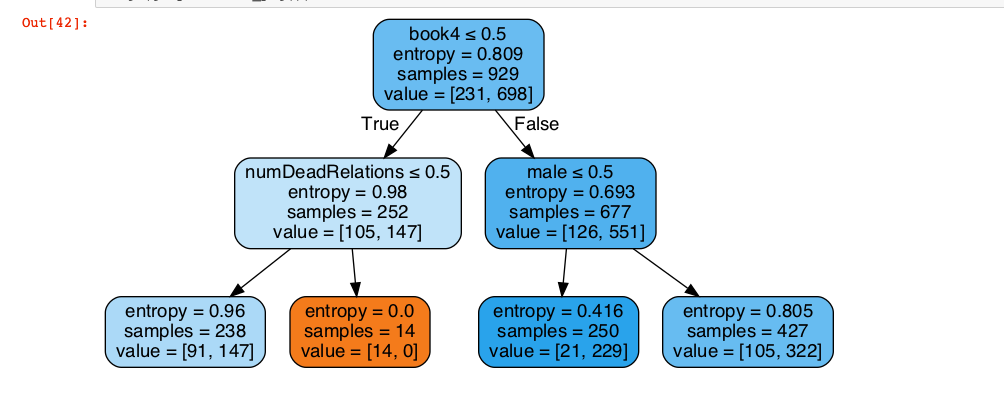 Out[42]:
book4 ≤ 0.5
entropy = 0.809
samples = 929
value = [231, 698]
True
False
numDeadRelations ≤ 0.5
entropy = 0.98
samples = 252
value = [105, 147]
male ≤ 0.5
entropy = 0.693
samples = 677
value = [126, 551]
entropy = 0.96
samples = 238
value = [91, 147]
entropy = 0.0
samples = 14
value = [14, 0]
entropy = 0.416
samples = 250
value = [21, 229]
entropy = 0.805
samples = 427
value = [105, 322]